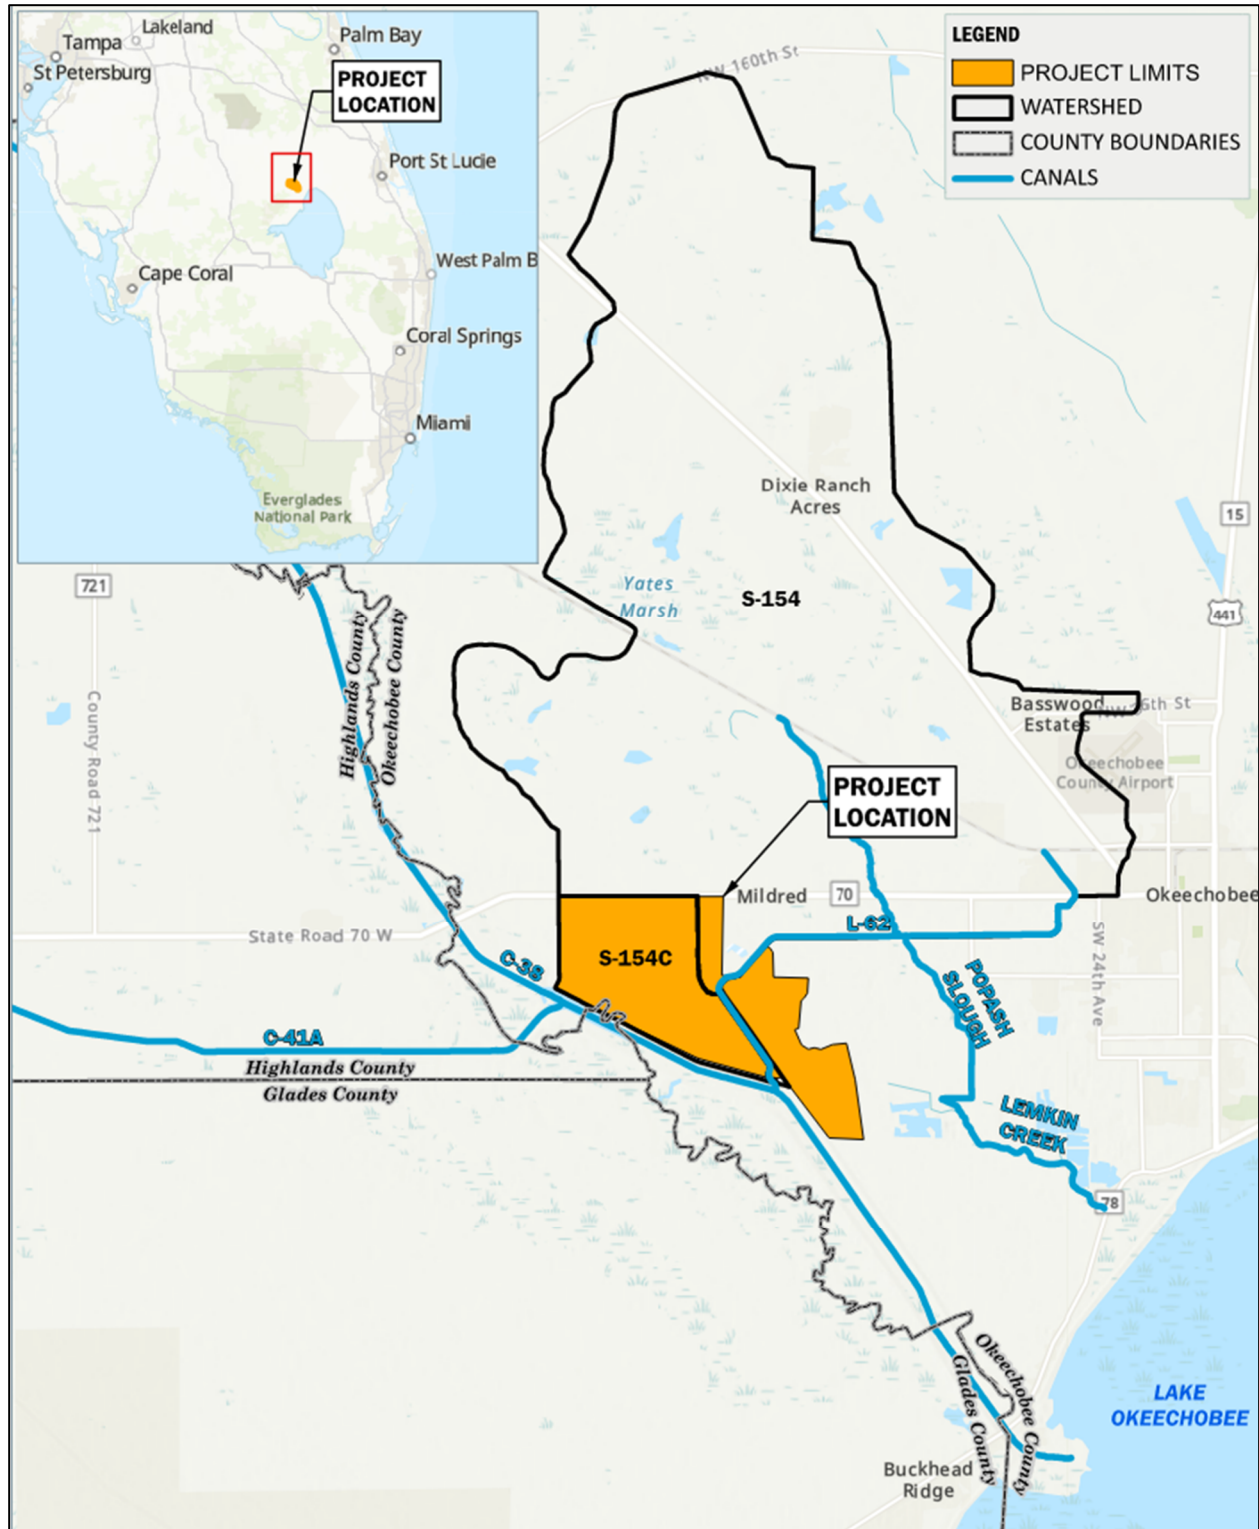 Lakeland
Tampa
St Petersburg
Palm Bay
PROJECT
LOCATION
Port St Lucie
West Palm B
Cape Coral
Coral Springs
Miami
Everglades
National Park
LEGEND
PROJECT LIMITS
WATERSHED
COUNTY BOUNDARIES
CANALS
NW 160th St
Dixie Ranch
Acres
15
441
721
Yates
Marsh
S-154
County Road 721
Highlands County
Okeechobee County
Basswood
Estates
NW 36th St
Okeechobee
County Airport
PROJECT
LOCATION
Mildred
70
Okeechobee
State Road 70 W
L-62
S-154C
C-38
POPASH
SLOUGH
SW 24th Ave
C-41A
Highlands County
Glades County
LEMKIN
CREEK
78
Okeechobee County
Glades County
LAKE
OKEECHOBEE
Buckhead
Ridge